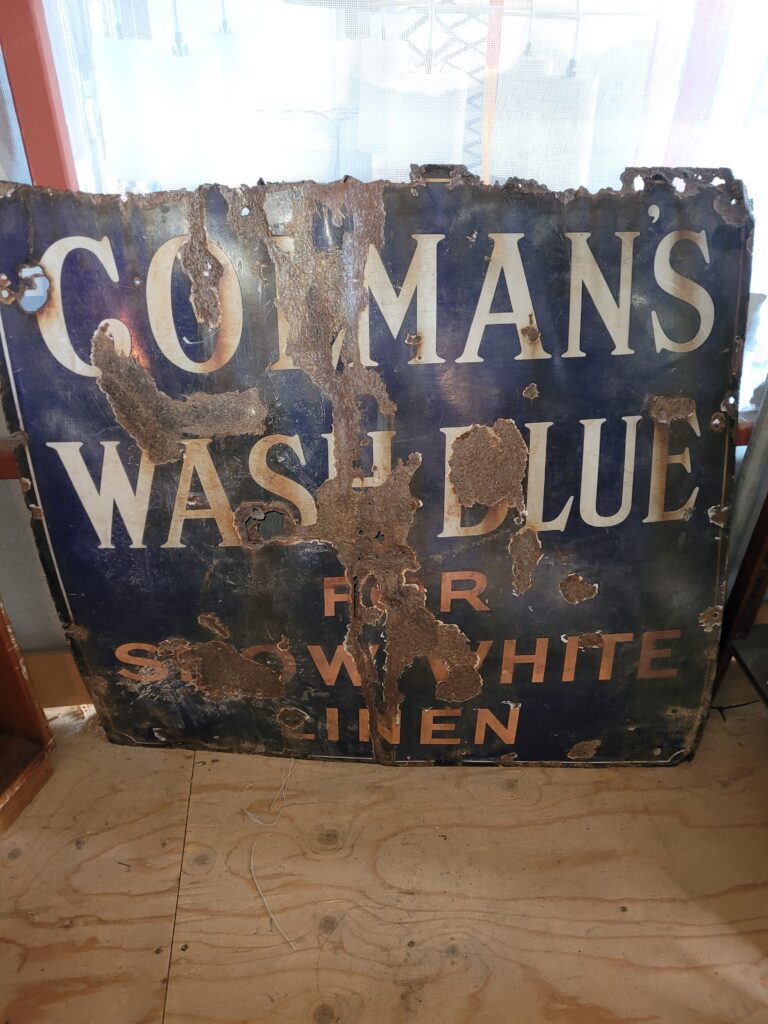 COLMAN'S
WASH BLUE
FOR
SNOW WHITE
LINEN